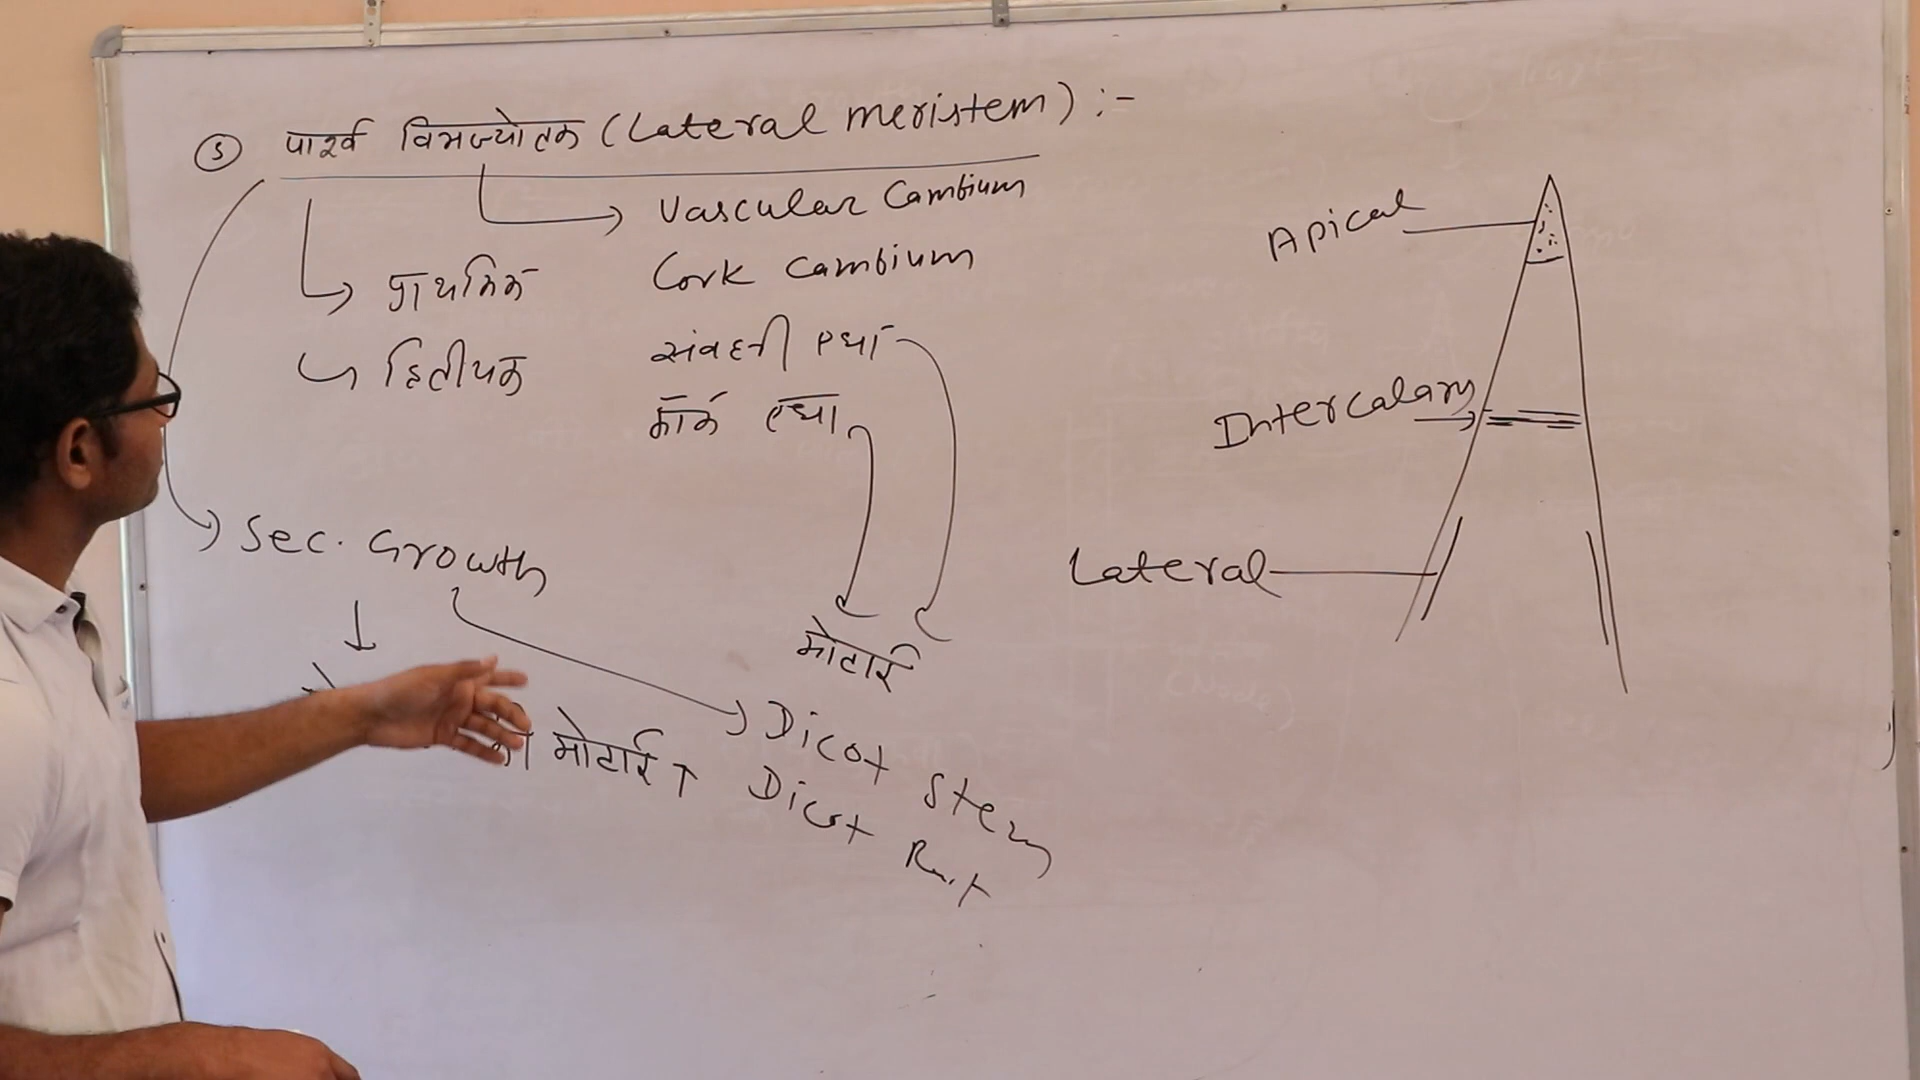 ③ पार्श्व विभज्योतक (Lateral meristem) :-
Vascular Cambium
प्राथमिक
Cork Cambium
द्वितीयक
संवहनी एधा
कॉर्क एधा
Sec. Growth
मोटाई
की मोटाई ↑
Dicot Stem
Dicot Root
Apical
Intercalary
Lateral